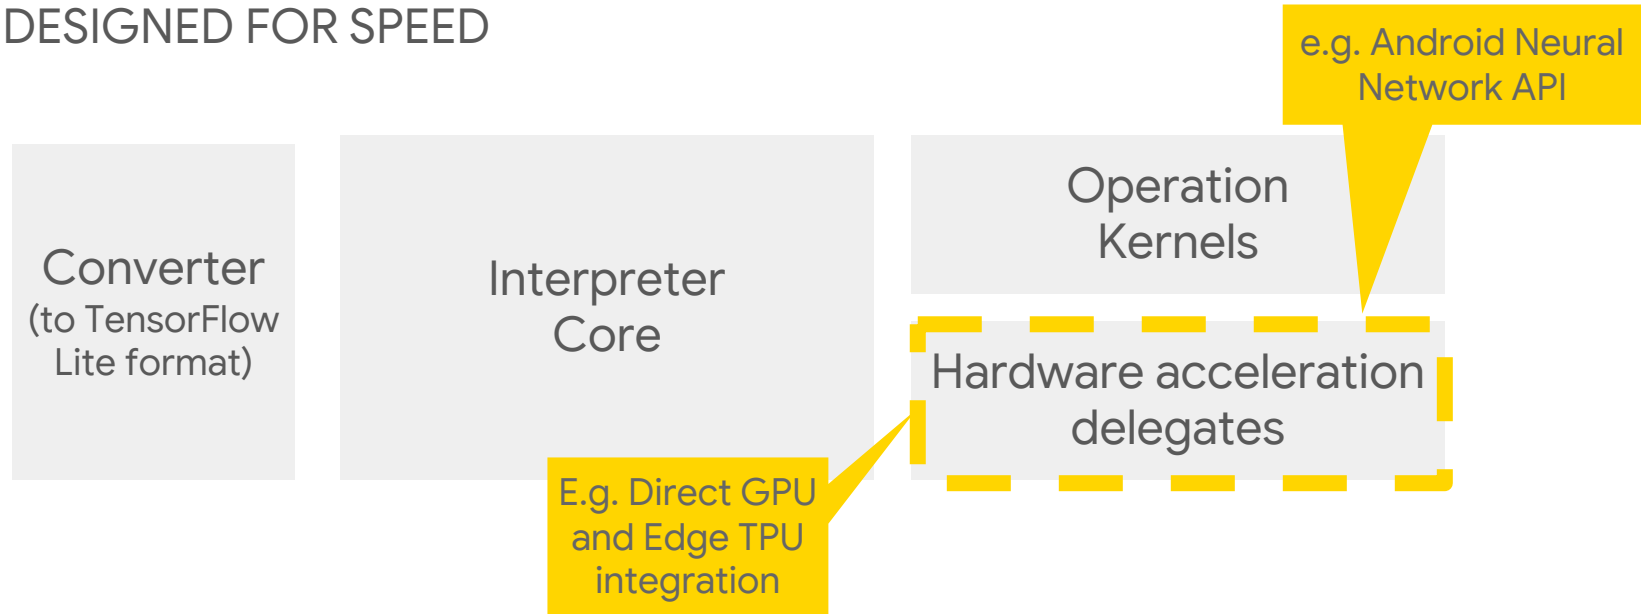 DESIGNED FOR SPEED
e.g. Android Neural
Network API
Converter
(to TensorFlow
Lite format)
Interpreter
Core
Operation
Kernels
Hardware acceleration
delegates
E.g. Direct GPU
and Edge TPU
integration